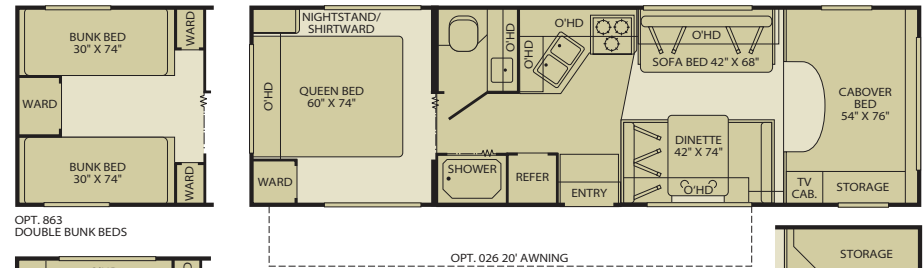 BUNK BED
30" X 74"
WARD
WARD
BUNK BED
30" X 74"
WARD
OPT. 863
DOUBLE BUNK BEDS
NIGHTSTAND/
SHIRTWARD
O'HD
QUEEN BED
60" X 74"
WARD
O'HD
O'HD
O'HD
SHOWER
REFER
ENTRY
O'HD
SOFA BED 42" X 68"
DINETTE
42" X 74"
O'HD
CABOVER
BED
54" X 76"
TV
CAB.
STORAGE
OPT. 026 20' AWNING
STORAGE